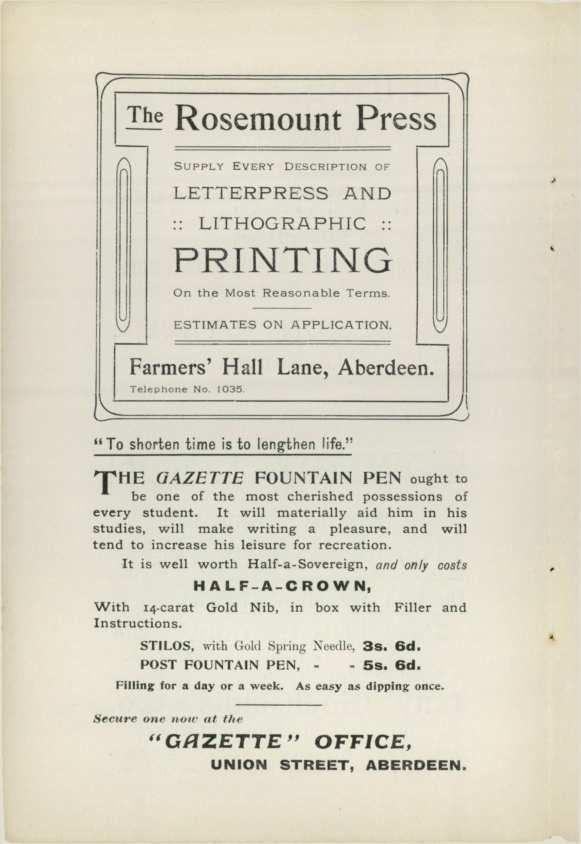 The Rosemount Press
SUPPLY EVERY DESCRIPTION OF
LETTERPRESS AND
:: LITHOGRAPHIC ::
PRINTING
On the Most Reasonable Terms.
ESTIMATES ON APPLICATION.
Farmers' Hall Lane, Aberdeen.
Telephone No. 1035.
"To shorten time is to lengthen life."
THE GAZETTE FOUNTAIN PEN ought to
be one of the most cherished possessions of
every student. It will materially aid him in his
studies, will make writing a pleasure, and will
tend to increase his leisure for recreation.
It is well worth Half-a-Sovereign, and only costs
HALF-A-CROWN,
With 14-carat Gold Nib, in box with Filler and
Instructions.
STILOS, with Gold Spring Needle, 3s. 6d.
POST FOUNTAIN PEN, - - 5s. 6d.
Filling for a day or a week. As easy as dipping once.
Secure one now at the
"GAZETTE" OFFICE,
UNION STREET, ABERDEEN.